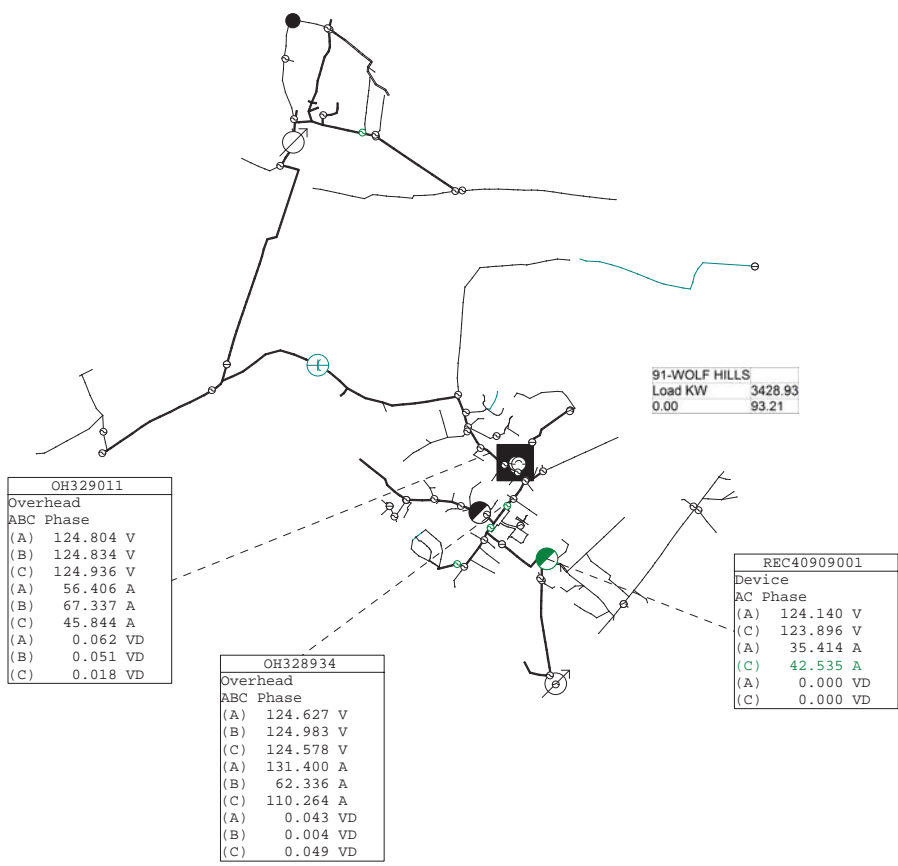 91-WOLF HILLS
Load KW 3428.93
0.00 93.21
OH329011
Overhead
ABC Phase
(A) 124.804 V
(B) 124.834 V
(C) 124.936 V
(A) 56.406 A
(B) 67.337 A
(C) 45.844 A
(A) 0.062 VD
(B) 0.051 VD
(C) 0.018 VD
OH328934
Overhead
ABC Phase
(A) 124.627 V
(B) 124.983 V
(C) 124.578 V
(A) 131.400 A
(B) 62.336 A
(C) 110.264 A
(A) 0.043 VD
(B) 0.004 VD
(C) 0.049 VD
REC40909001
Device
AC Phase
(A) 124.140 V
(C) 123.896 V
(A) 35.414 A
(C) 42.535 A
(A) 0.000 VD
(C) 0.000 VD